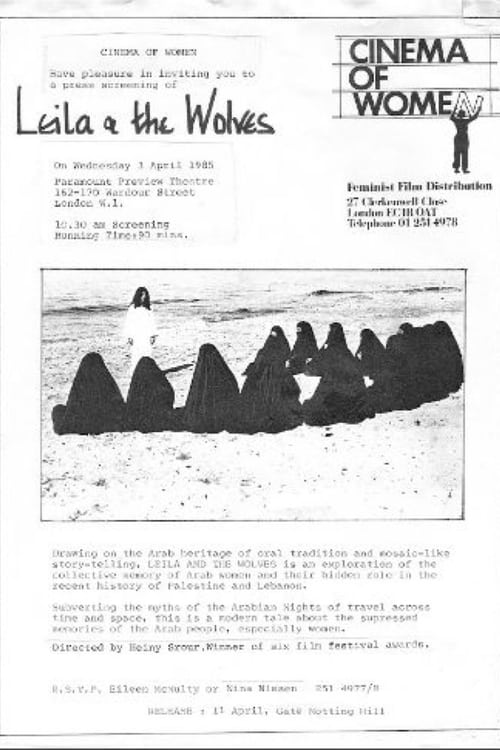 CINEMA OF WOMEN
Have pleasure in inviting you to
a press screening of
Leila & the Wolves
On Wednesday 3 April 1985
Paramount Preview Theatre
162-170 Wardour Street
London W.1.
10.30 am Screening
Running Time:90 mins.
CINEMA
OF
WOMEN
Feminist Film Distribution
27 Clerkenwell Close
London EC1R OAT
Telephone 01 251 4978
Drawing on the Arab heritage of oral tradition and mosaic-like
story-telling, LEILA AND THE WOLVES is an exploration of the
collective memory of Arab women and their hidden role in the
recent history of Palestine and Lebanon.
Subverting the myths of the Arabian Nights of travel across
time and space, this is a modern tale about the supressed
memories of the Arab people, especially women.
Directed by Heiny Srour.Winner of six film festival awards.
R.S.V.P. Eileen McNulty or Nina Nissen 251 4977/8
RELEASE : 11 April, Gate Notting Hill